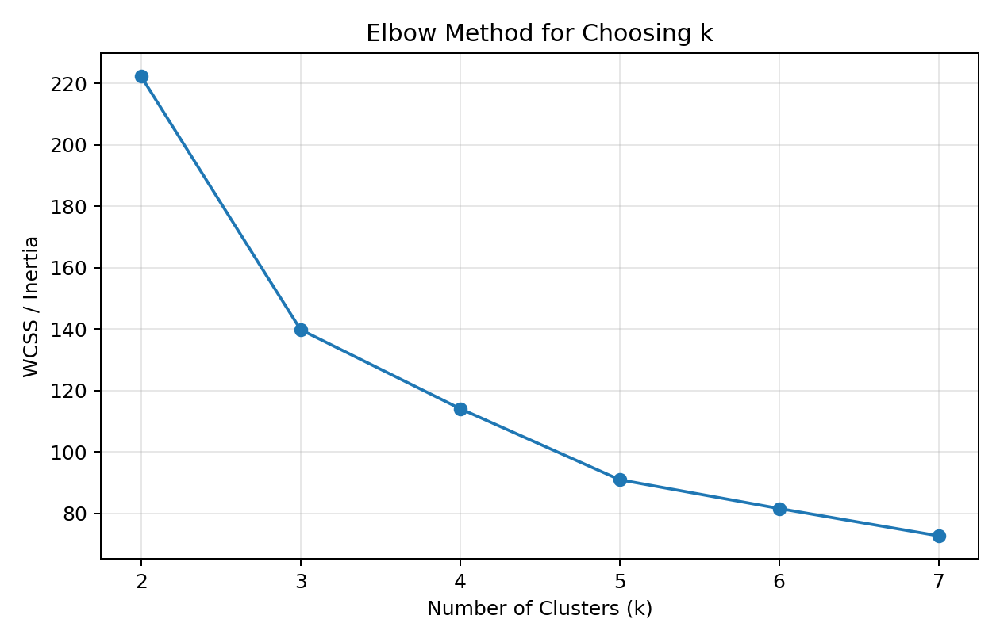 Elbow Method for Choosing k
WCSS / Inertia
220
200
180
160
140
120
100
80
2 3 4 5 6 7
Number of Clusters (k)